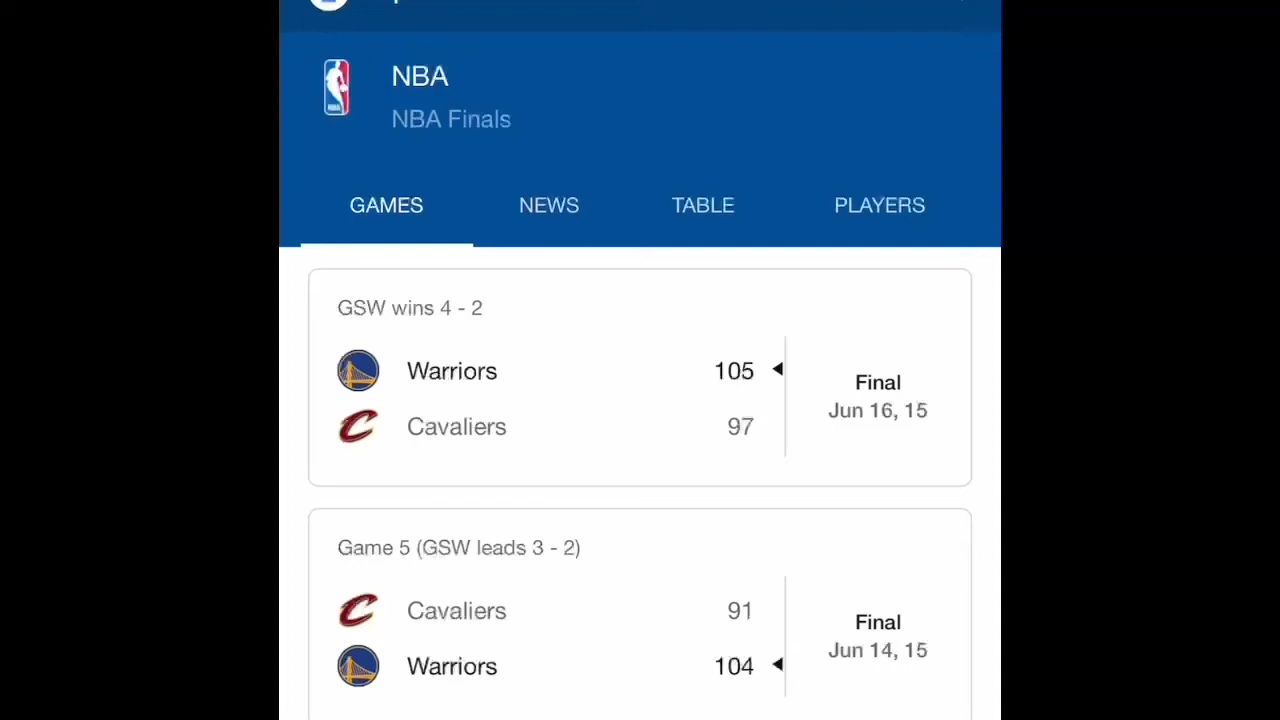 NBA
NBA Finals
GAMES NEWS TABLE PLAYERS
GSW wins 4 - 2
Warriors 105
Final
Cavaliers 97
Jun 16, 15
Game 5 (GSW leads 3 - 2)
Cavaliers 91
Final
Warriors 104
Jun 14, 15